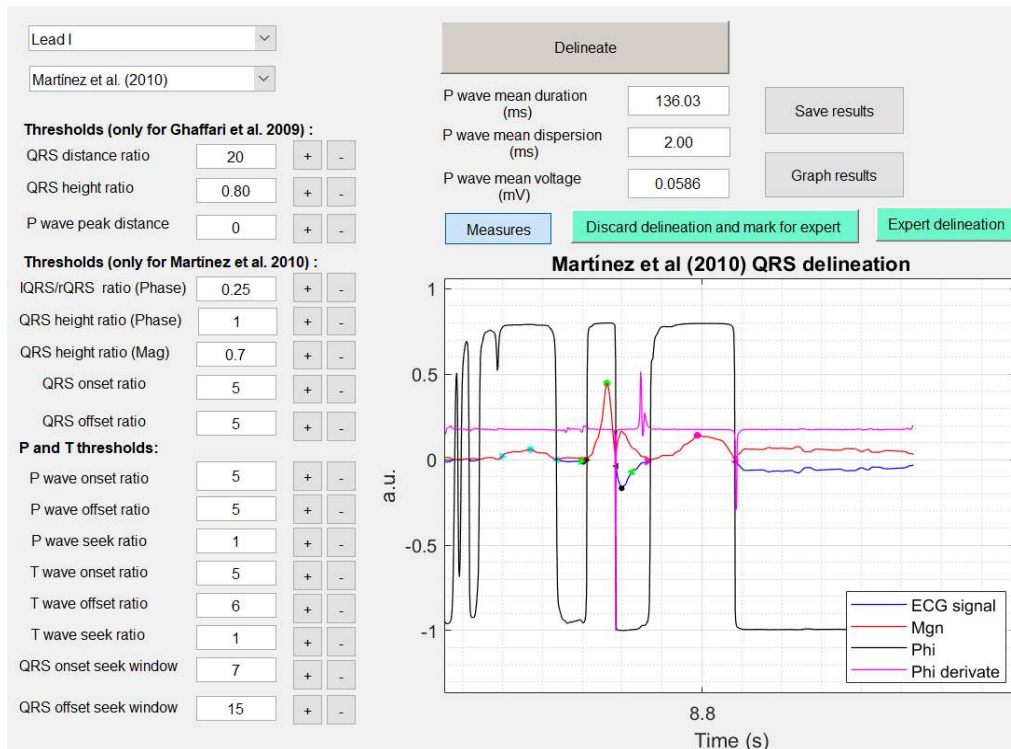 Lead I
Martínez et al. (2010)
Thresholds (only for Ghaffari et al. 2009) :
QRS distance ratio 20 + -
QRS height ratio 0.80 + -
P wave peak distance 0 + -
Thresholds (only for Martínez et al. 2010) :
lQRS/rQRS ratio (Phase) 0.25 + -
QRS height ratio (Phase) 1 + -
QRS height ratio (Mag) 0.7 + -
QRS onset ratio 5 + -
QRS offset ratio 5 + -
P and T thresholds:
P wave onset ratio 5 + -
P wave offset ratio 5 + -
P wave seek ratio 1 + -
T wave onset ratio 5 + -
T wave offset ratio 6 + -
T wave seek ratio 1 + -
QRS onset seek window 7 + -
QRS offset seek window 15 + -
Delineate
P wave mean duration
(ms)
136.03
P wave mean dispersion
(ms)
2.00
P wave mean voltage
(mV)
0.0586
Save results
Graph results
Measures
Discard delineation and mark for expert
Expert delineation
Martínez et al (2010) QRS delineation
1
0.5
0
-0.5
-1
a.u.
8.8
Time (s)
ECG signal
Mgn
Phi
Phi derivate